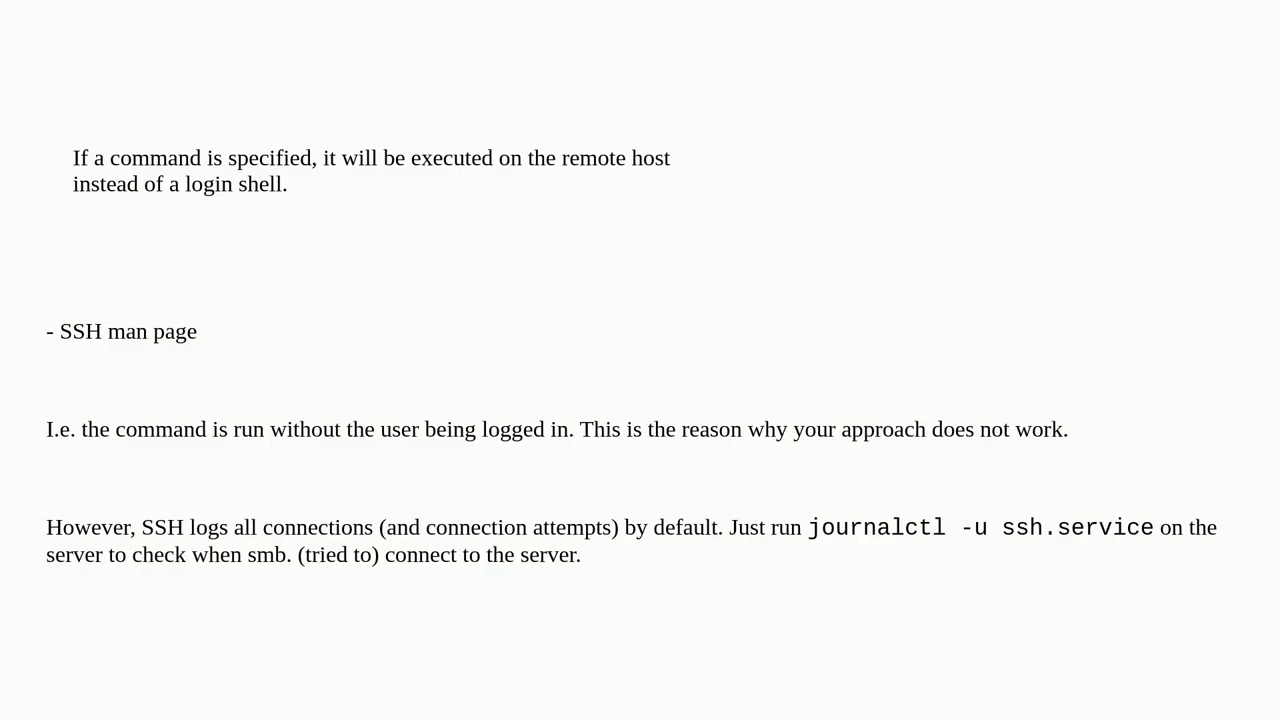 If a command is specified, it will be executed on the remote host
instead of a login shell.
- SSH man page
I.e. the command is run without the user being logged in. This is the reason why your approach does not work.
However, SSH logs all connections (and connection attempts) by default. Just run journalctl -u ssh.service on the
server to check when smb. (tried to) connect to the server.